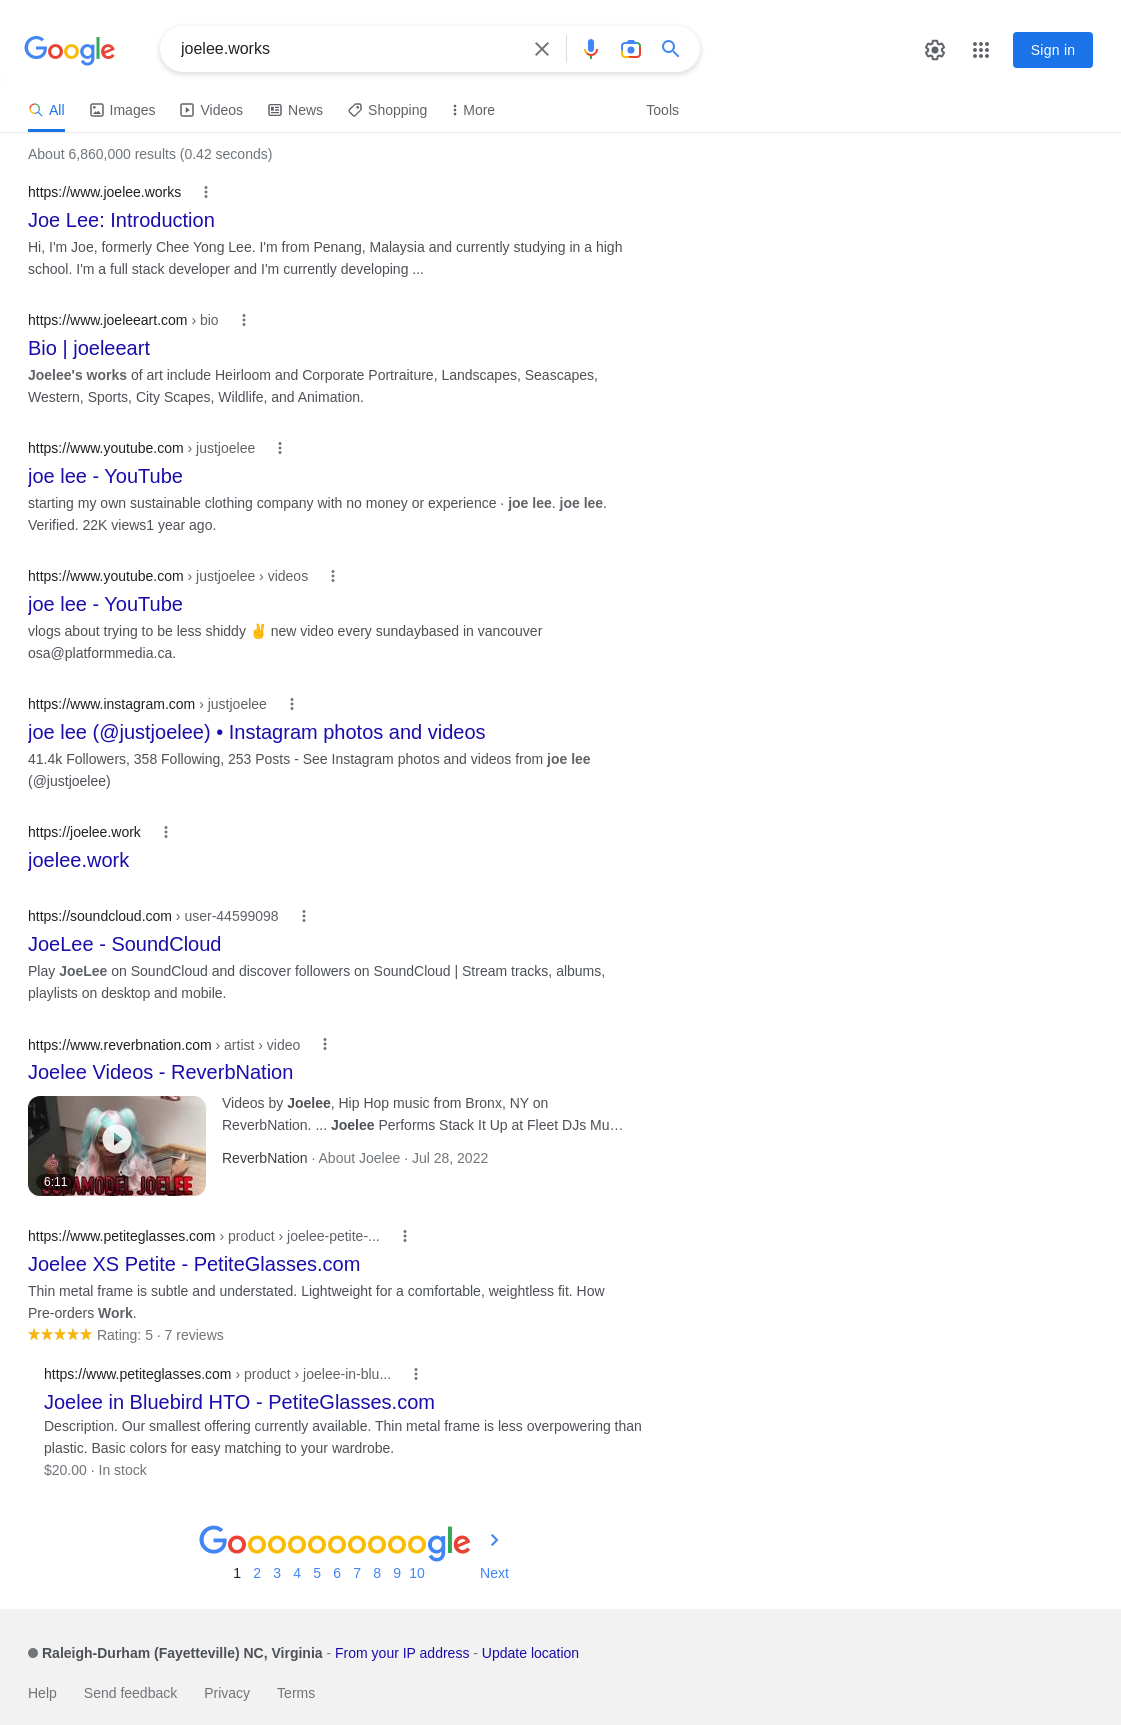 Google
joelee.works
Sign in
All
Images
Videos
News
Shopping
More
Tools
About 6,860,000 results (0.42 seconds)
https://www.joelee.works
Joe Lee: Introduction
Hi, I'm Joe, formerly Chee Yong Lee. I'm from Penang, Malaysia and currently studying in a high
school. I'm a full stack developer and I'm currently developing ...
https://www.joeleeart.com › bio
Bio | joeleeart
Joelee's works of art include Heirloom and Corporate Portraiture, Landscapes, Seascapes,
Western, Sports, City Scapes, Wildlife, and Animation.
https://www.youtube.com › justjoelee
joe lee - YouTube
starting my own sustainable clothing company with no money or experience · joe lee. joe lee.
Verified. 22K views1 year ago.
https://www.youtube.com › justjoelee › videos
joe lee - YouTube
vlogs about trying to be less shiddy ✌ new video every sundaybased in vancouver
osa@platformmedia.ca.
https://www.instagram.com › justjoelee
joe lee (@justjoelee) • Instagram photos and videos
41.4k Followers, 358 Following, 253 Posts - See Instagram photos and videos from joe lee
(@justjoelee)
https://joelee.work
joelee.work
https://soundcloud.com › user-44599098
JoeLee - SoundCloud
Play JoeLee on SoundCloud and discover followers on SoundCloud | Stream tracks, albums,
playlists on desktop and mobile.
https://www.reverbnation.com › artist › video
Joelee Videos - ReverbNation
Videos by Joelee, Hip Hop music from Bronx, NY on
ReverbNation. ... Joelee Performs Stack It Up at Fleet DJs Mu…
ReverbNation · About Joelee · Jul 28, 2022
6:11
JOELEE
https://www.petiteglasses.com › product › joelee-petite-...
Joelee XS Petite - PetiteGlasses.com
Thin metal frame is subtle and understated. Lightweight for a comfortable, weightless fit. How
Pre-orders Work.
Rating: 5 · 7 reviews
https://www.petiteglasses.com › product › joelee-in-blu...
Joelee in Bluebird HTO - PetiteGlasses.com
Description. Our smallest offering currently available. Thin metal frame is less overpowering than
plastic. Basic colors for easy matching to your wardrobe.
$20.00 · In stock
Goooooooooogle
1 2 3 4 5 6 7 8 9 10 Next
Raleigh-Durham (Fayetteville) NC, Virginia - From your IP address - Update location
Help Send feedback Privacy Terms